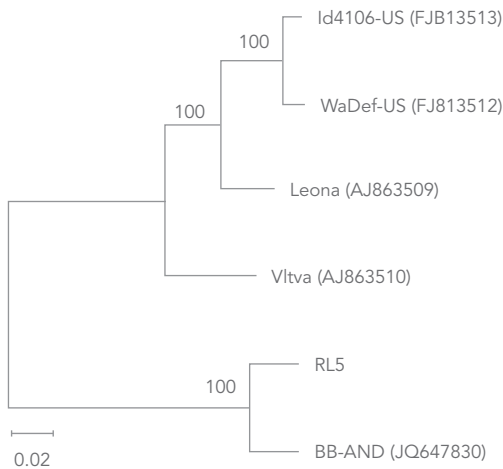 Id4106-US (FJB13513)
100
WaDef-US (FJ813512)
100
Leona (AJ863509)
Vltva (AJ863510)
RL5
100
BB-AND (JQ647830)
0.02